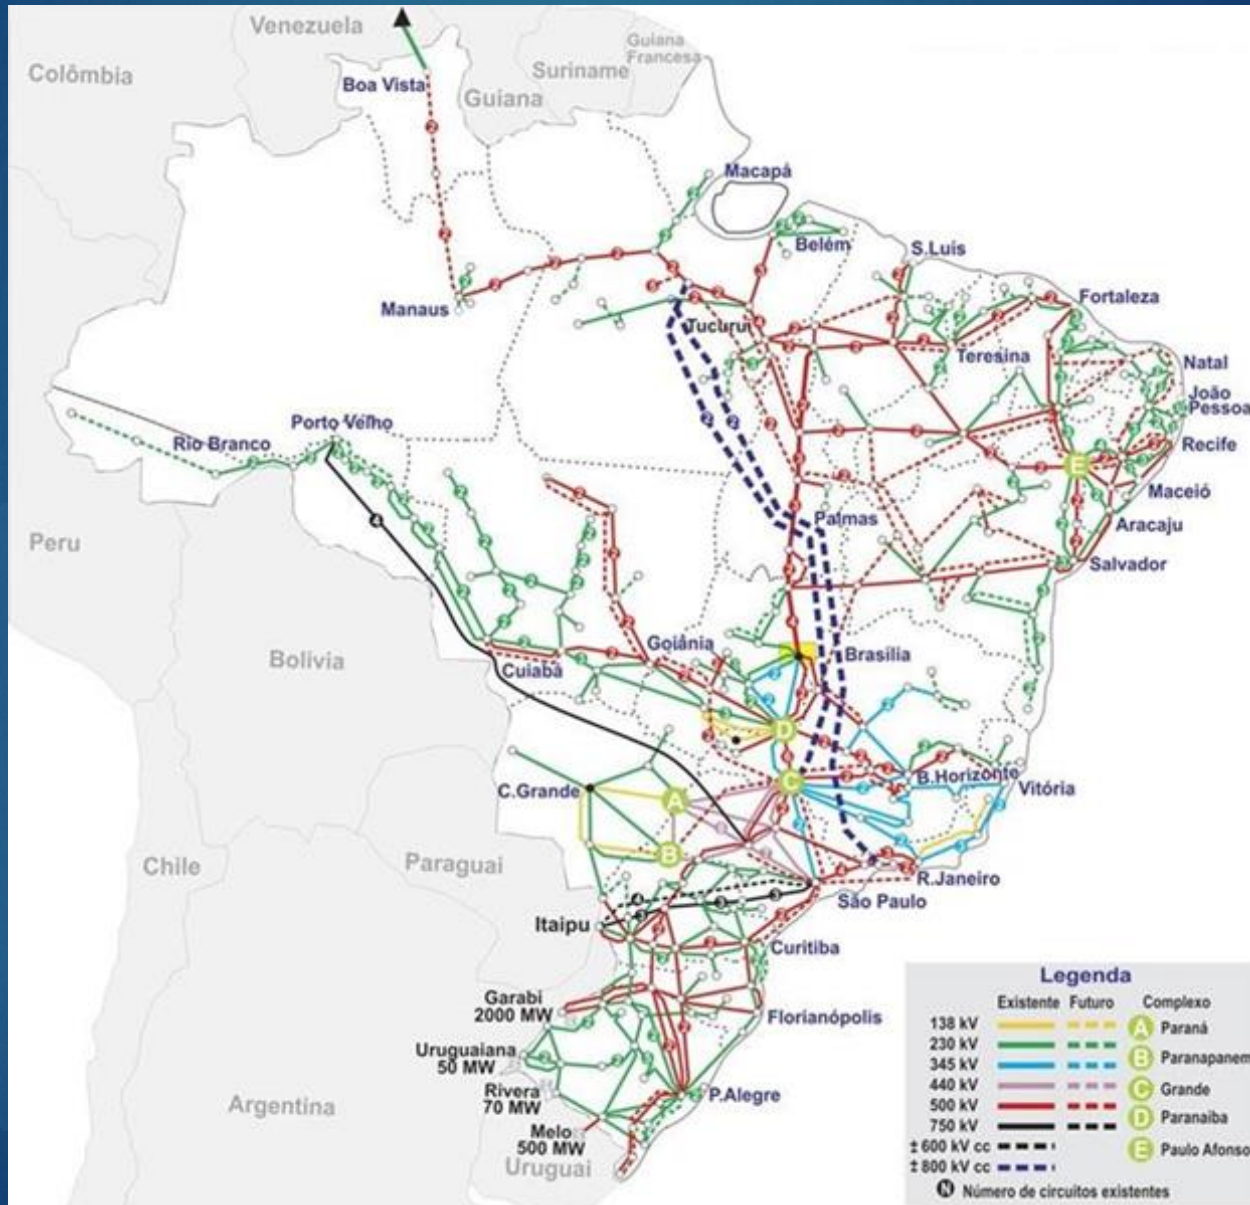 Venezuela
Guiana
Francesa
Colômbia
Suriname
Boa Vista
Guiana
Macapá
Belém
S.Luis
Manaus
Fortaleza
Tucuruí
Teresina
Natal
João
Pessoa
Rio Branco
Porto Velho
Recife
E
Maceió
Palmas
Aracaju
Peru
Salvador
Goiânia
Brasília
Bolivia
Cuiabá
D
C.Grande
A
C
B.Horizonte
Vitória
B
Chile
Paraguai
R.Janeiro
São Paulo
Itaipu
Curitiba
Garabi
2000 MW
Florianópolis
Uruguaiana
50 MW
Rivera
70 MW
P.Alegre
Argentina
Melo
500 MW
Uruguai
Legenda
Existente Futuro Complexo
138 kV A Paraná
230 kV B Paranapanem
345 kV
440 kV C Grande
500 kV D Paranaiba
750 kV
± 600 kV cc E Paulo Afonso
± 800 kV cc
N Número de circuitos existentes